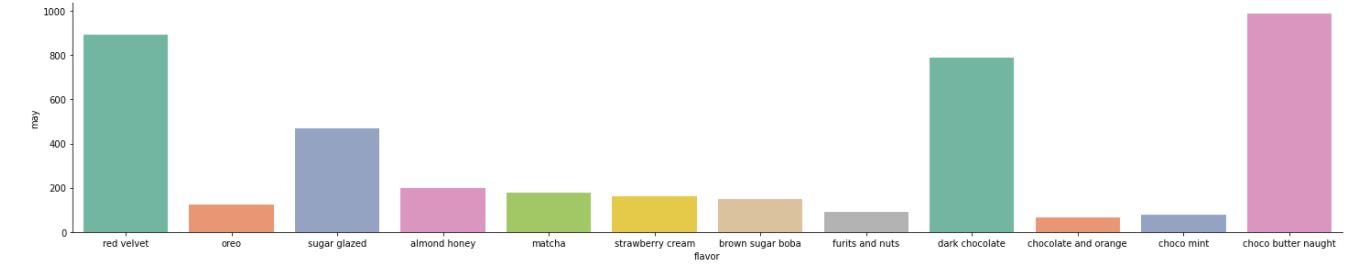 1000
800
600
400
200
0
may
red velvet oreo sugar glazed almond honey matcha strawberry cream brown sugar boba furits and nuts dark chocolate chocolate and orange choco mint choco butter naught
flavor